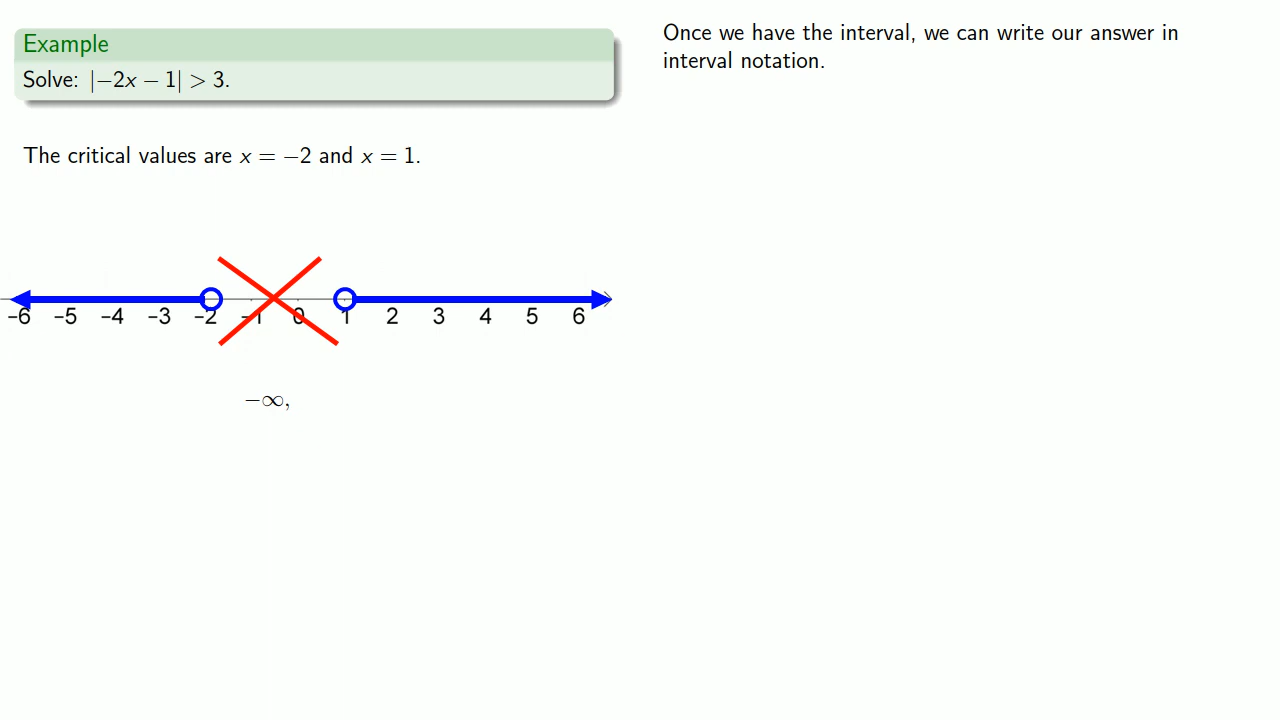 Example
Solve: |−2x − 1| > 3.
The critical values are x = −2 and x = 1.
-6 -5 -4 -3 -2 -1 0 1 2 3 4 5 6
−∞,
Once we have the interval, we can write our answer in
interval notation.